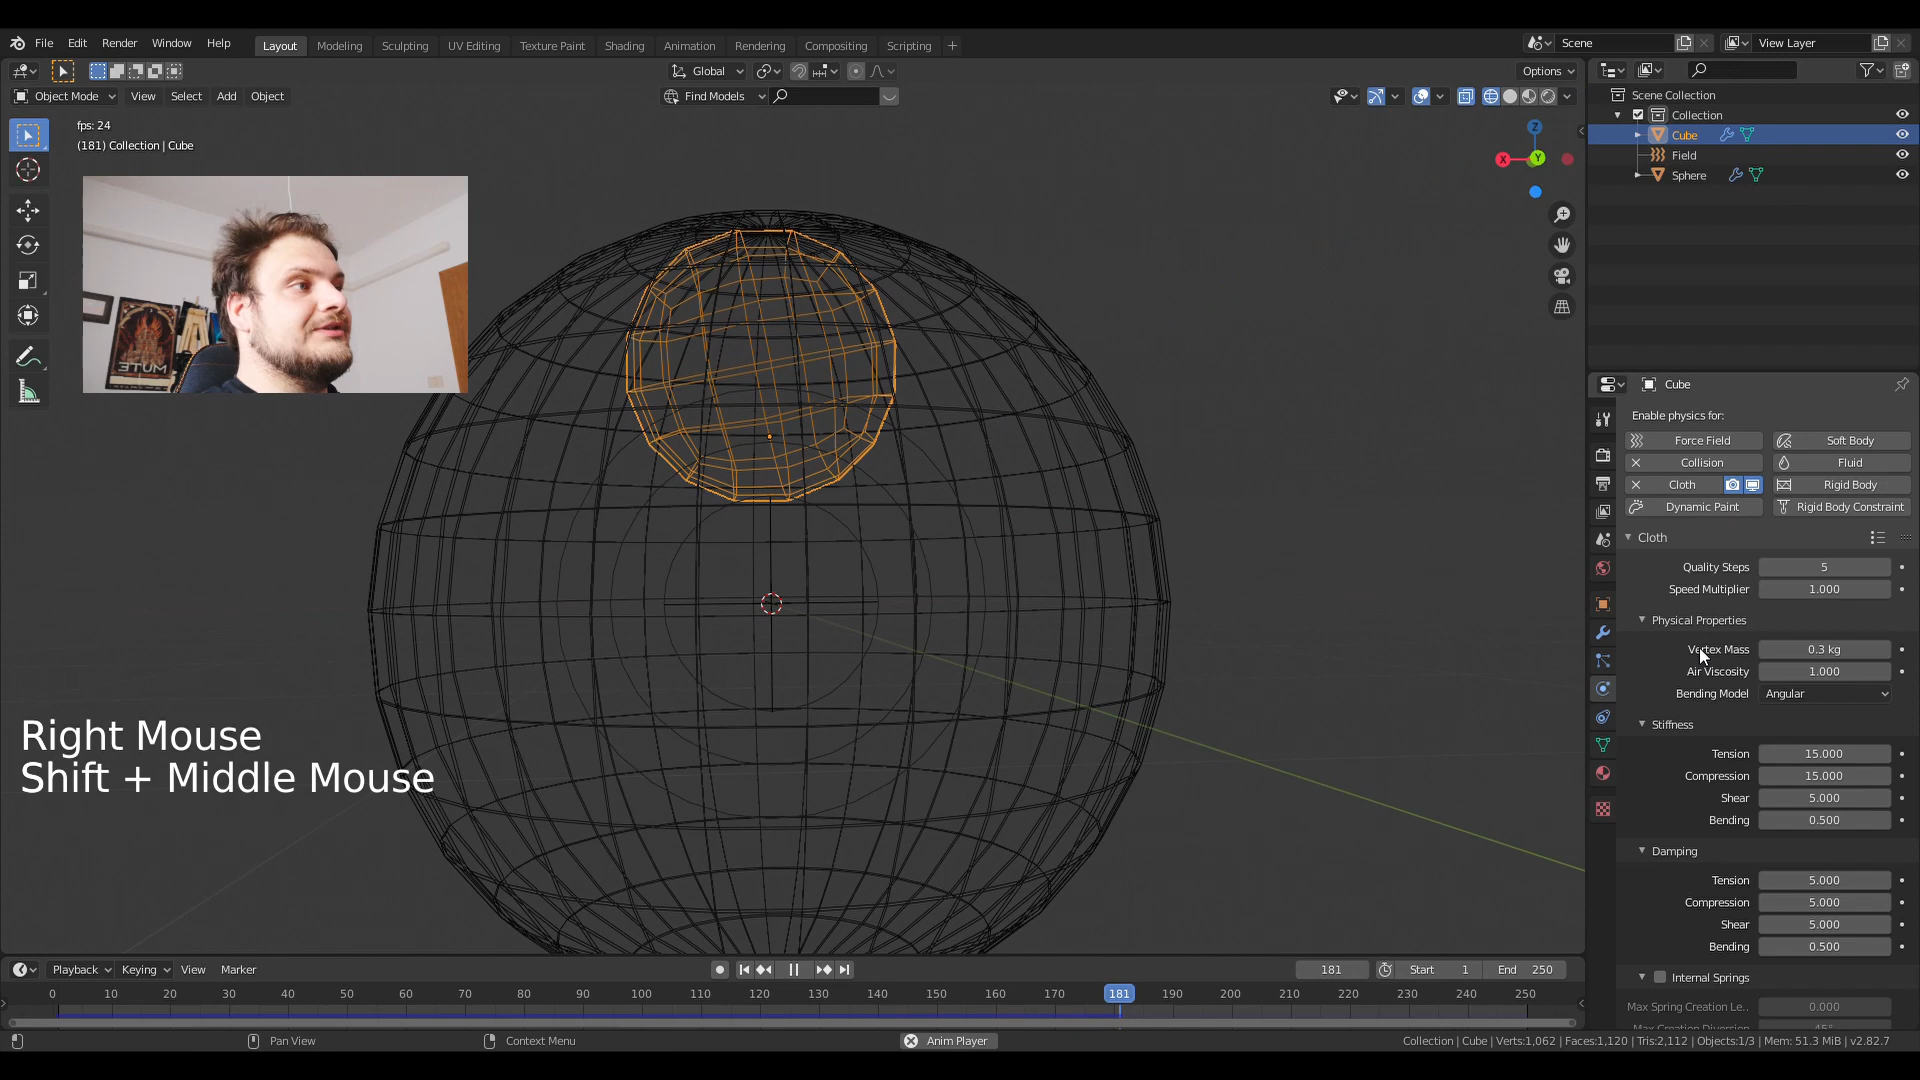 File Edit Render Window Help Layout Modeling Sculpting UV Editing Texture Paint Shading Animation Rendering Compositing Scripting + Scene View Layer
Global Options
Object Mode View Select Add Object Find Models
fps: 24
(181) Collection | Cube
MUTE
Z
X
Y
Right Mouse
Shift + Middle Mouse
Scene Collection
Collection
Cube
Field
Sphere
Cube
Enable physics for:
Force Field Soft Body
Collision Fluid
Cloth Rigid Body
Dynamic Paint Rigid Body Constraint
Cloth
Quality Steps 5
Speed Multiplier 1.000
Physical Properties
Vertex Mass 0.3 kg
Air Viscosity 1.000
Bending Model Angular
Stiffness
Tension 15.000
Compression 15.000
Shear 5.000
Bending 0.500
Damping
Tension 5.000
Compression 5.000
Shear 5.000
Bending 0.500
Internal Springs
Max Spring Creation Le.. 0.000
Playback Keying View Marker 181 Start 1 End 250
0 10 20 30 40 50 60 70 80 90 100 110 120 130 140 150 160 170 181 190 200 210 220 230 240 250
Pan View Context Menu Anim Player Collection | Cube | Verts:1,062 | Faces:1,120 | Tris:2,112 | Objects:1/3 | Mem: 51.3 MiB | v2.82.7